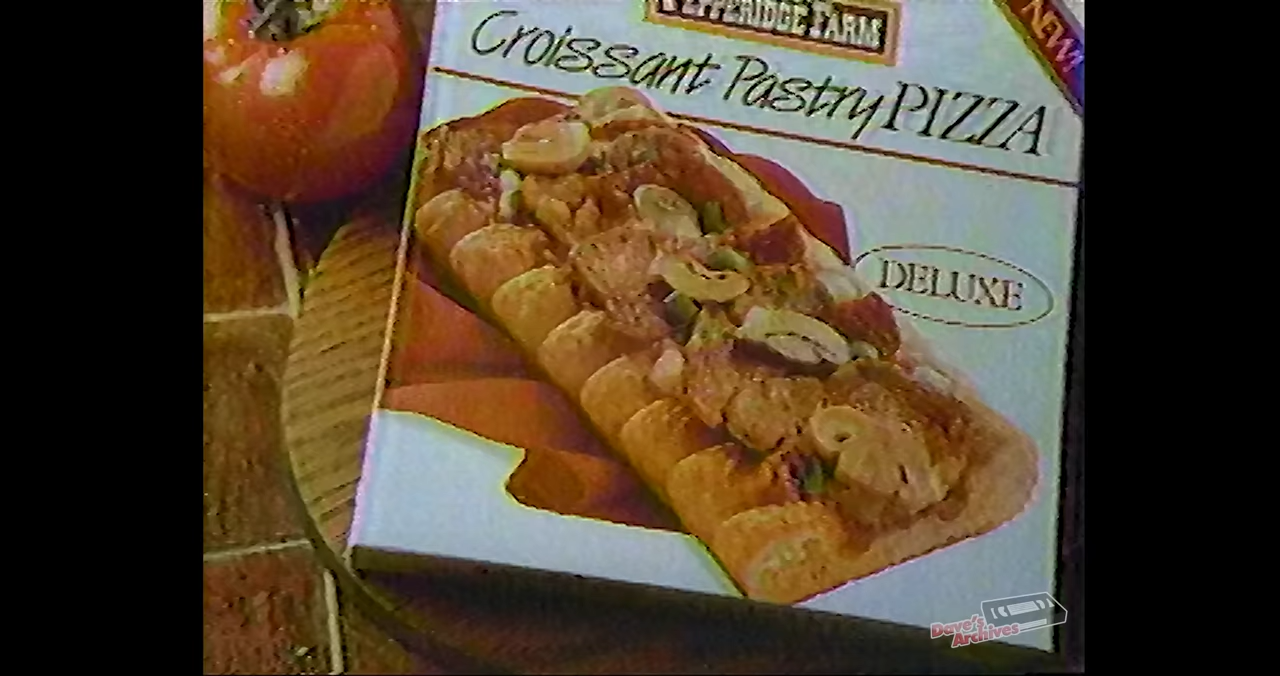 PEPPERIDGE FARM
NEW!
Croissant Pastry PIZZA
DELUXE
Dave's
Archives